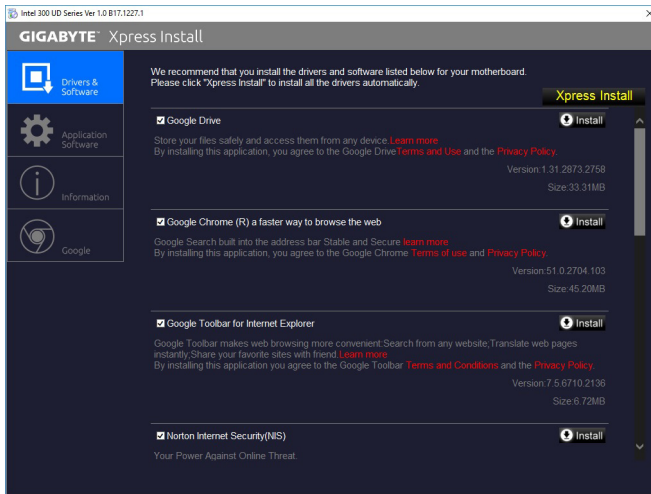 Intel 300 UD Series Ver 1.0 B17.1227.1
GIGABYTE™ Xpress Install
We recommend that you install the drivers and software listed below for your motherboard.
Please click "Xpress Install" to install all the drivers automatically.
Xpress Install
Drivers &
Software
Application
Software
Information
Google
Google Drive
Install
Store your files safely and access them from any device.Learn more
By installing this application, you agree to the Google DriveTerms and Use and the Privacy Policy.
Version:1.31.2873.2758
Size:33.31MB
Google Chrome (R) a faster way to browse the web
Install
Google Search built into the address bar Stable and Secure learn more
By installing this application, you agree to the Google Chrome Terms of use and Privacy Policy.
Version:51.0.2704.103
Size:45.20MB
Google Toolbar for Internet Explorer
Install
Google Toolbar makes web browsing more convenient:Search from any website;Translate web pages
instantly;Share your favorite sites with friend.Learn more
By installing this application you agree to the Google Toolbar Terms and Conditions and the Privacy Policy.
Version:7.5.6710.2136
Size:6.72MB
Norton Internet Security(NIS)
Install
Your Power Against Online Threat.